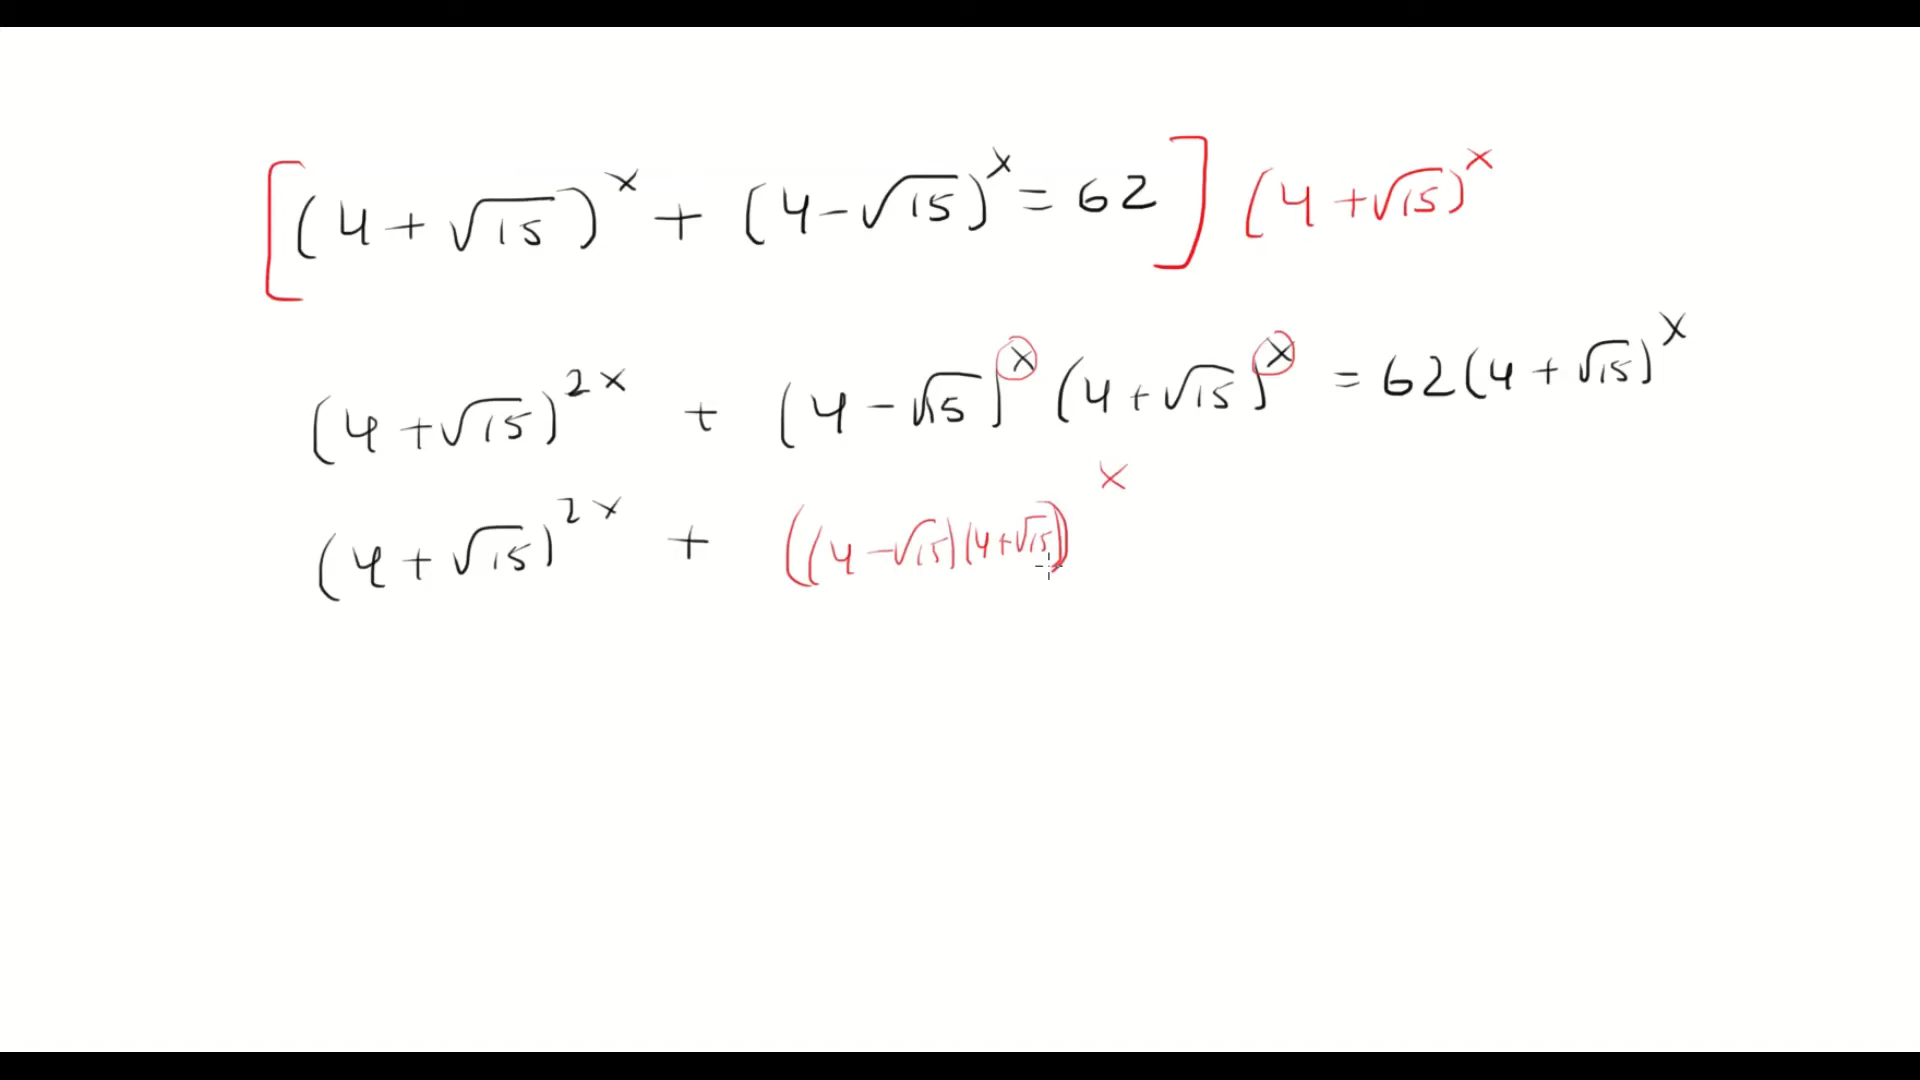 [(4 + √15)^x + (4 - √15)^x = 62] (4 + √15)^x
(4 + √15)^2x + (4 - √15)^x (4 + √15)^x = 62(4 + √15)^x
(4 + √15)^2x + ((4 - √15)(4 + √15))^x